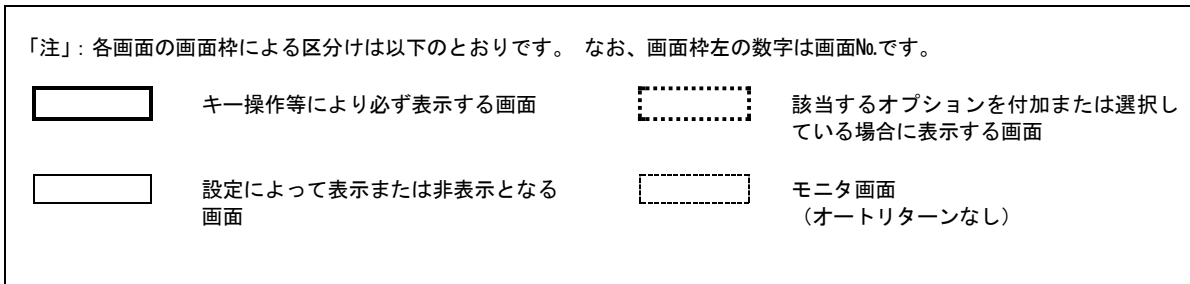 「注」：各画面の画面枠による区分けは以下のとおりです。 なお、画面枠左の数字は画面№です。
キー操作等により必ず表示する画面
該当するオプションを付加または選択し
ている場合に表示する画面
設定によって表示または非表示となる
画面
モニタ画面
（オートリターンなし）